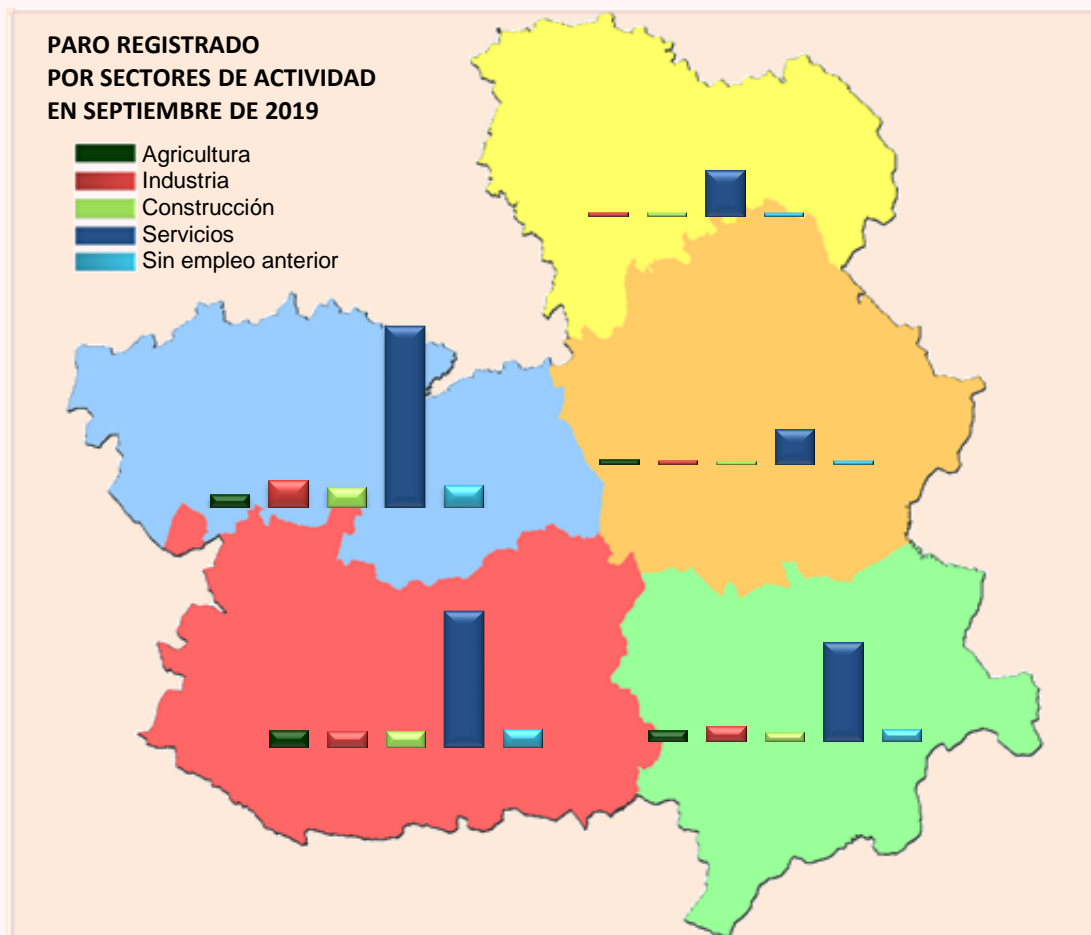 PARO REGISTRADO
POR SECTORES DE ACTIVIDAD
EN SEPTIEMBRE DE 2019
Agricultura
Industria
Construcción
Servicios
Sin empleo anterior